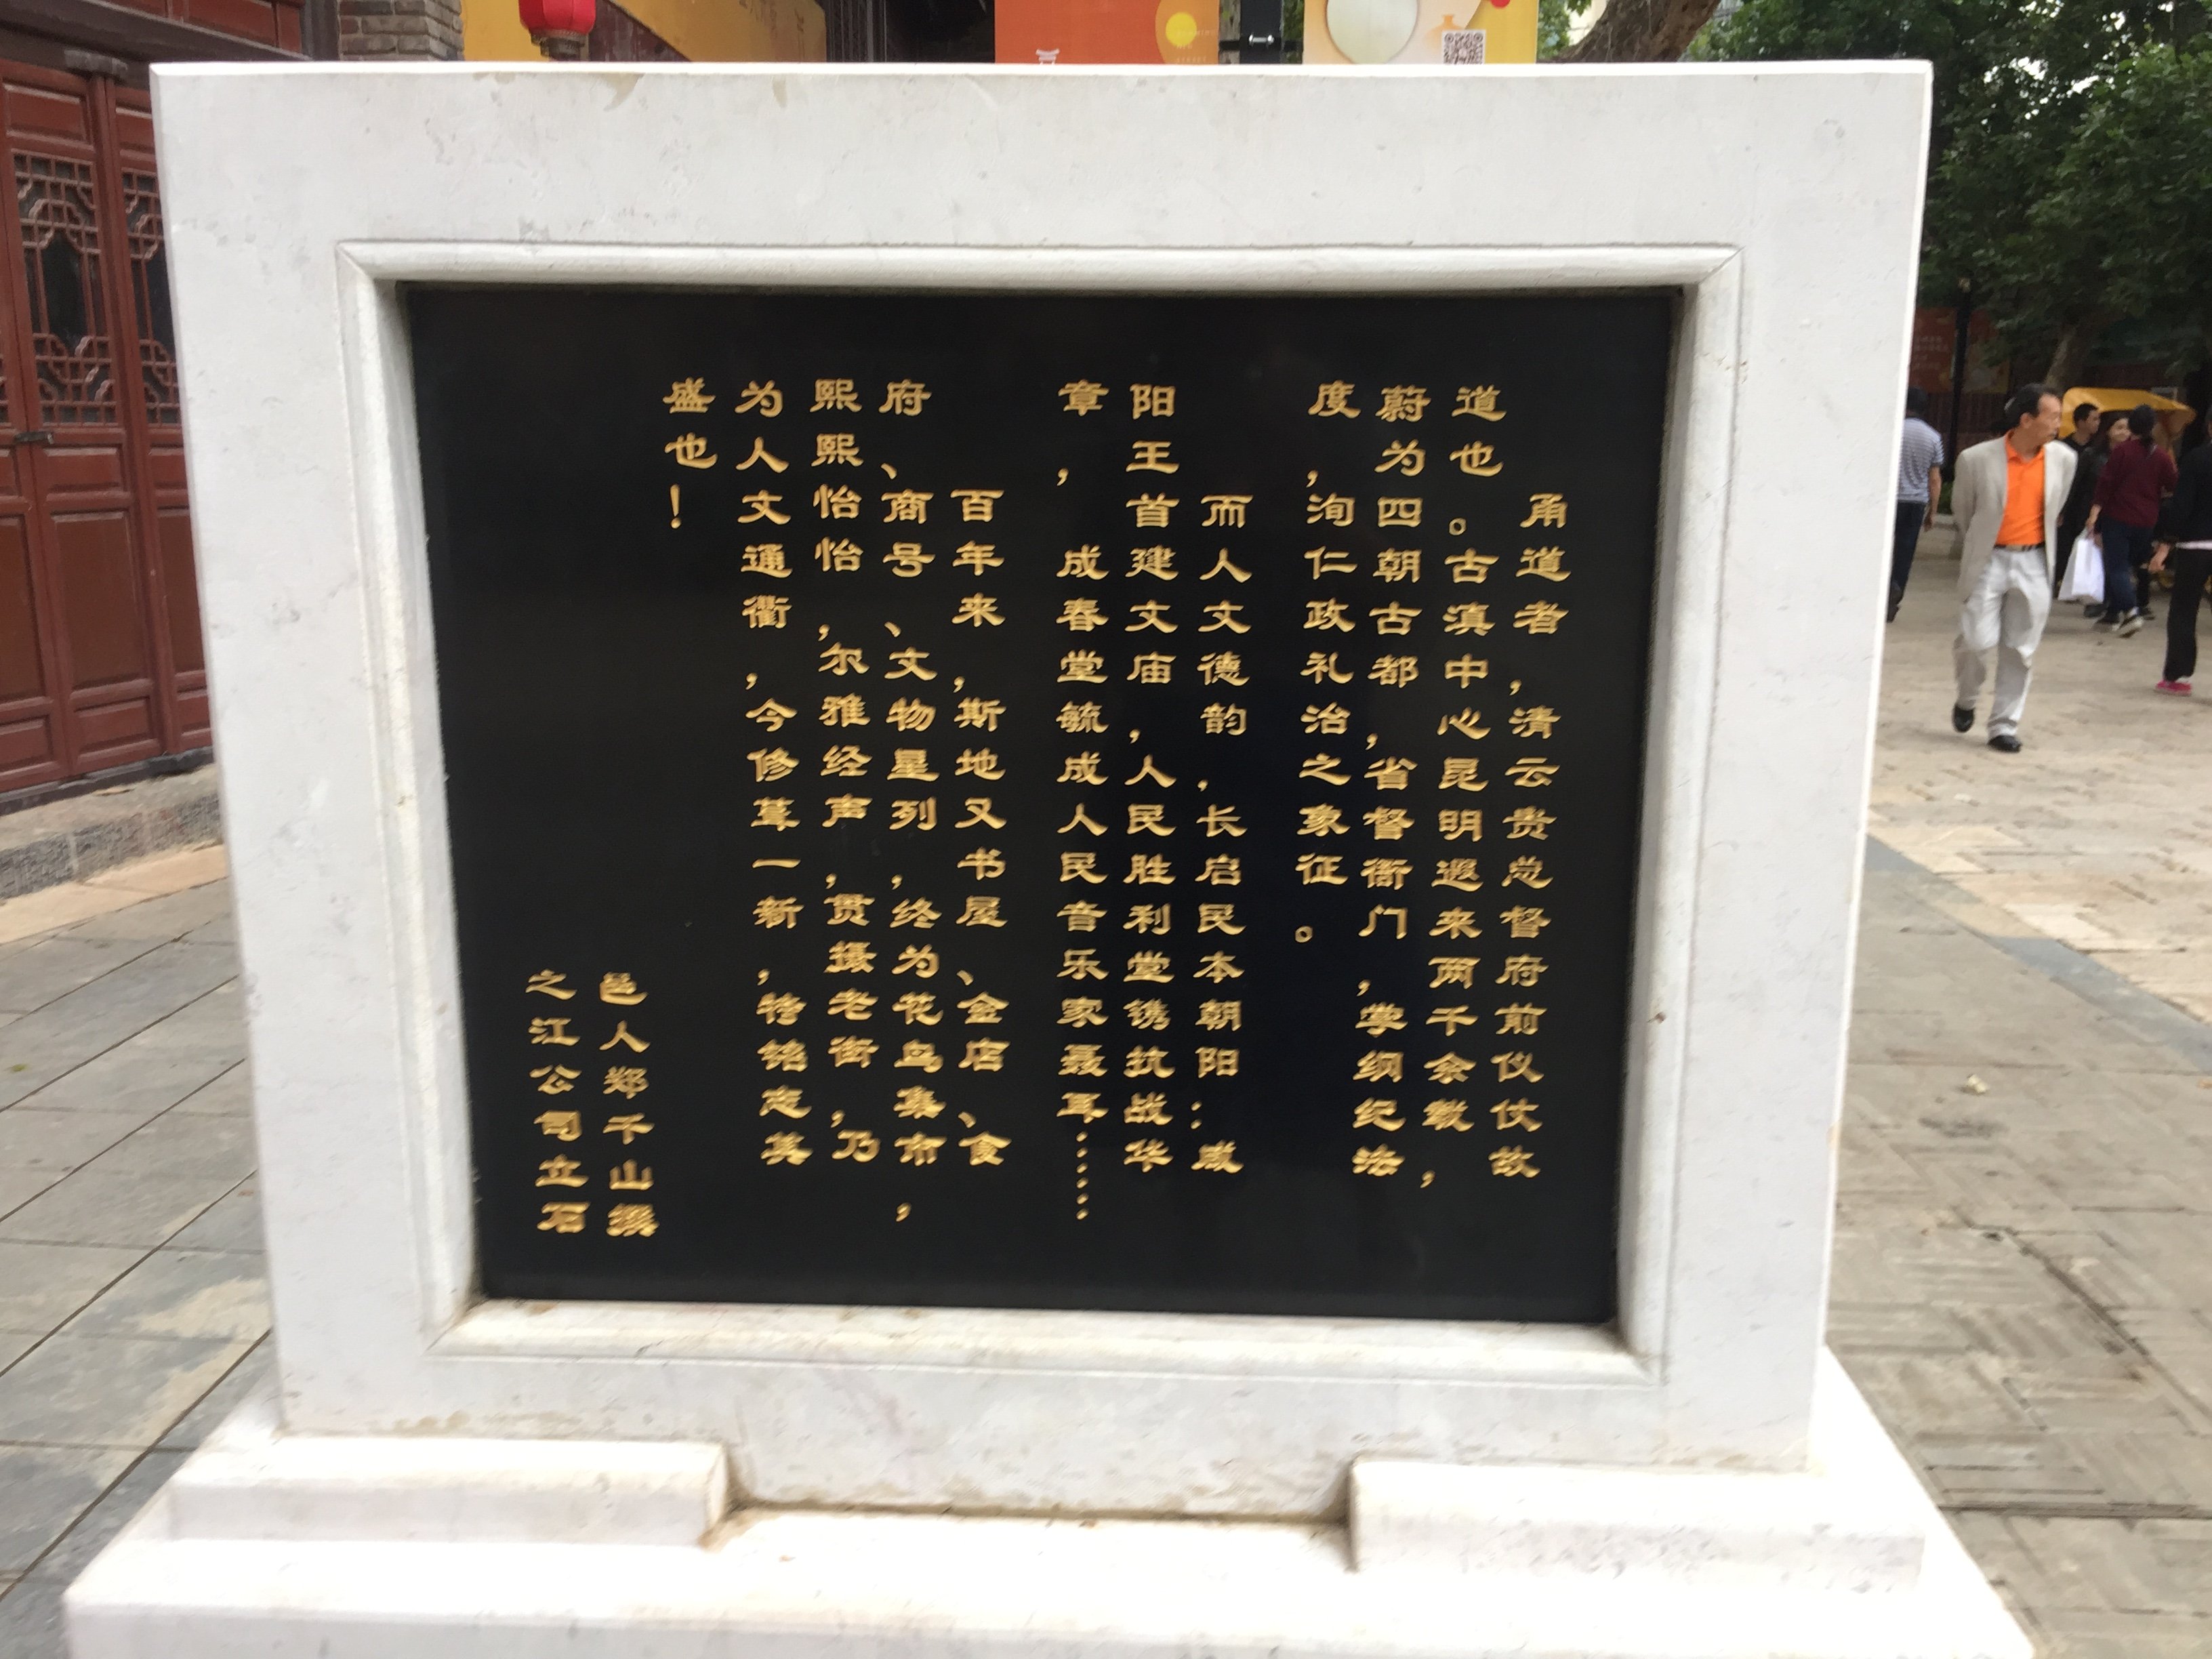 甬道者,清云贵总督府前仪仗故
道也。古滇中心昆明遐来两千余载,
蔚为四朝古都,省督衙门,掌纲纪法
度,洵仁政礼治之象征。
而人文德韵,长启民本朝阳:咸
阳王首建文庙,人民胜利堂镌抗战华
章,成春堂毓成人民音乐家聂耳……
百年来,斯地又书屋、金店、食
府、商号、文物星列,终为花鸟集市,
熙熙怡怡,尔雅经声,贯摄老街,乃
为人文通衢,今修葺一新,特铭志其
盛也!
邑人郑千山撰
之江公司立石